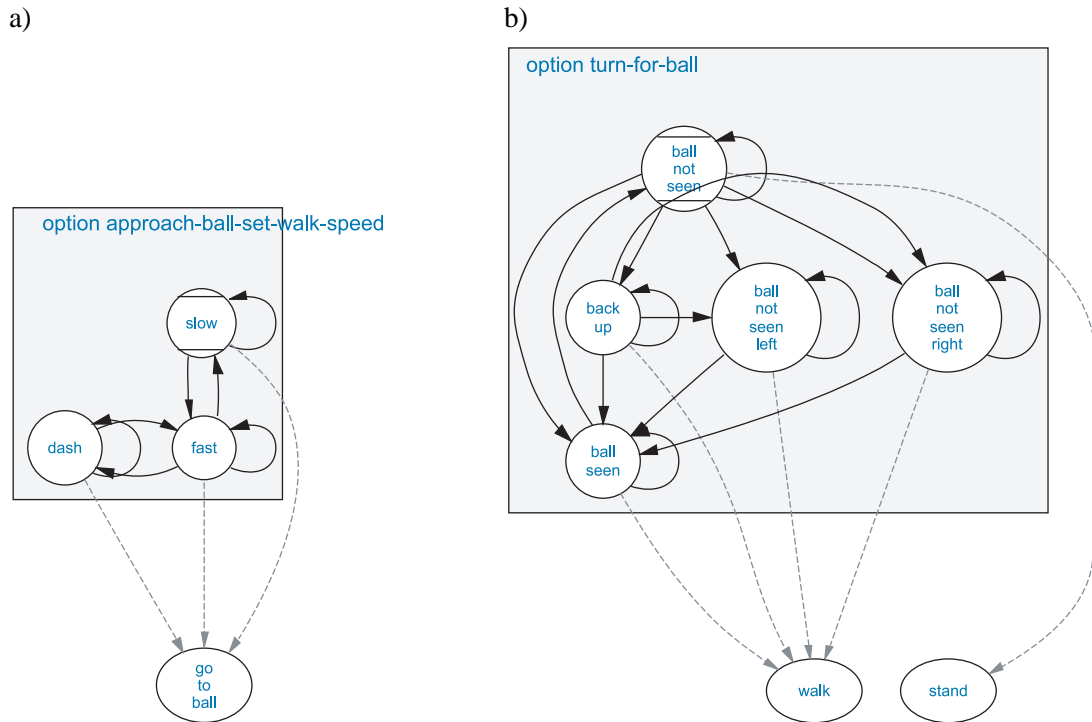 a)
option approach-ball-set-walk-speed
slow
dash
fast
go
to
ball
b)
option turn-for-ball
ball
not
seen
back
up
ball
not
seen
left
ball
not
seen
right
ball
seen
walk
stand